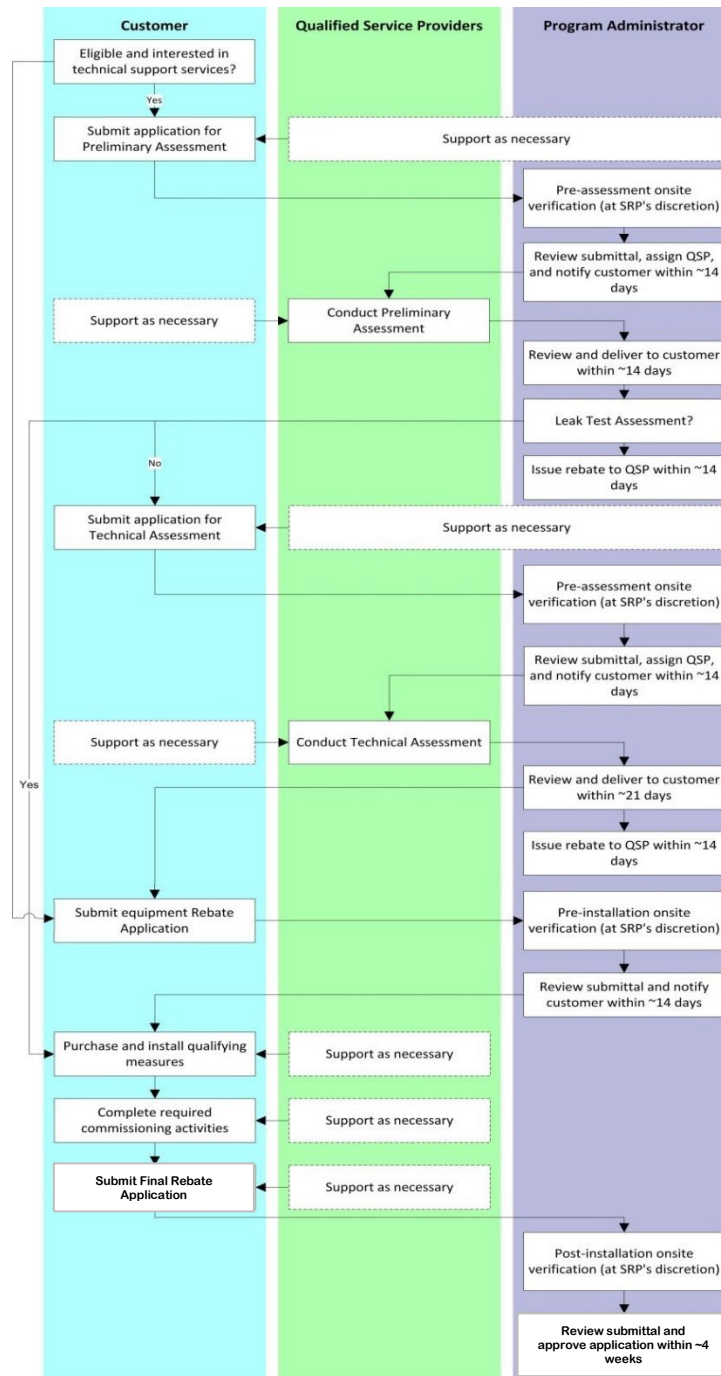 Customer
Qualified Service Providers
Program Administrator
Eligible and interested in
technical support services?
Yes
Submit application for
Preliminary Assessment
Support as necessary
Pre-assessment onsite
verification (at SRP's discretion)
Review submittal, assign QSP,
and notify customer within ~14
days
Support as necessary
Conduct Preliminary
Assessment
Review and deliver to customer
within ~14 days
Leak Test Assessment?
No
Issue rebate to QSP within ~14
days
Submit application for
Technical Assessment
Support as necessary
Pre-assessment onsite
verification (at SRP's discretion)
Review submittal, assign QSP,
and notify customer within ~14
days
Support as necessary
Conduct Technical Assessment
Yes
Review and deliver to customer
within ~21 days
Issue rebate to QSP within ~14
days
Submit equipment Rebate
Application
Pre-installation onsite
verification (at SRP's discretion)
Review submittal and notify
customer within ~14 days
Purchase and install qualifying
measures
Support as necessary
Complete required
commissioning activities
Support as necessary
Submit Final Rebate
Application
Support as necessary
Post-installation onsite
verification (at SRP's discretion)
Review submittal and
approve application within ~4
weeks